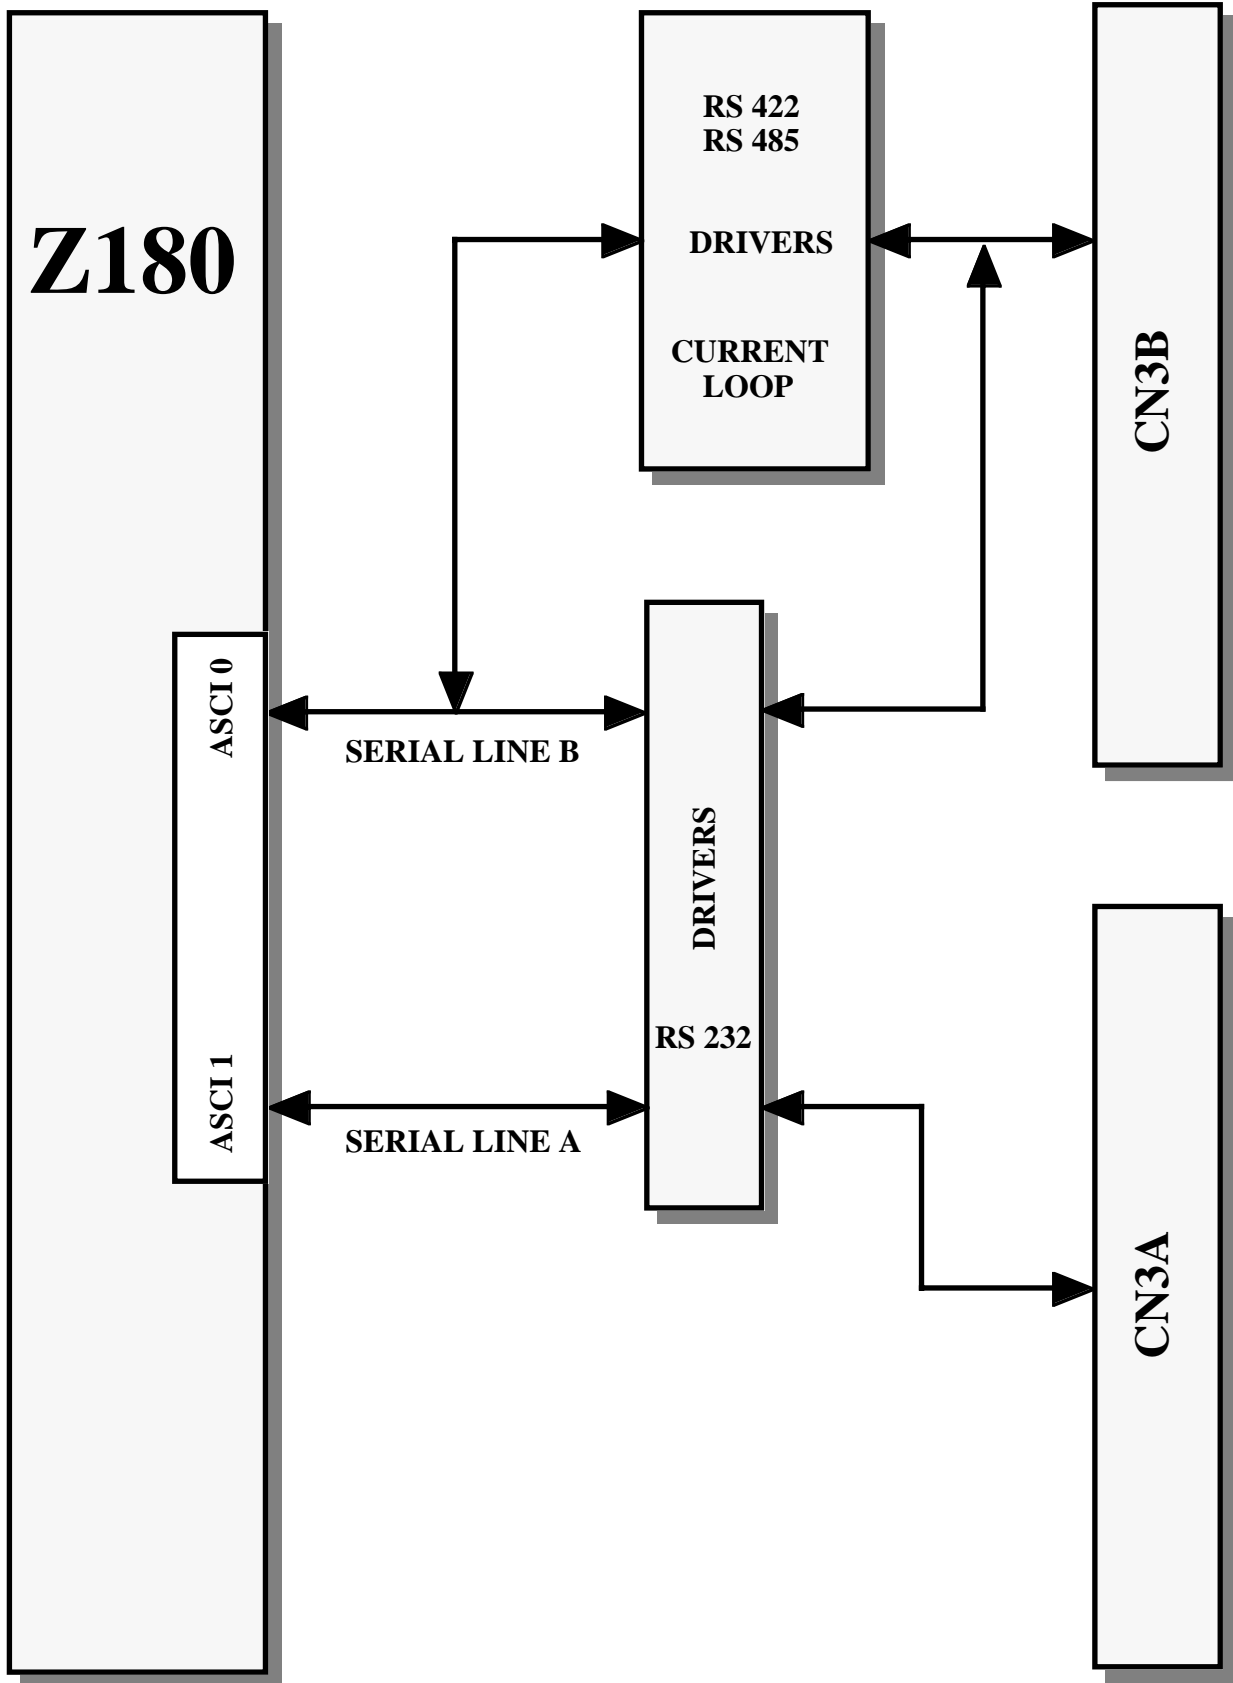 RS 422
RS 485
Z180
DRIVERS
CURRENT
LOOP
CN3B
ASCI 0
SERIAL LINE B
DRIVERS
RS 232
ASCI 1
SERIAL LINE A
CN3A